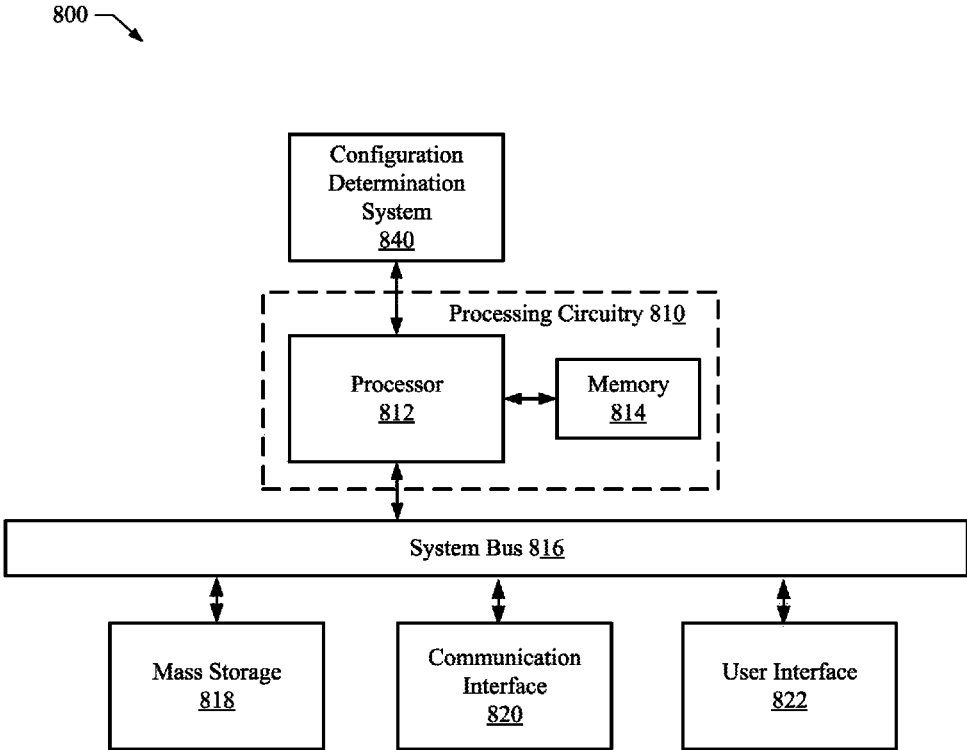 800
Configuration
Determination
System
840
Processing Circuitry 810
Processor
812
Memory
814
System Bus 816
Mass Storage
818
Communication
Interface
820
User Interface
822